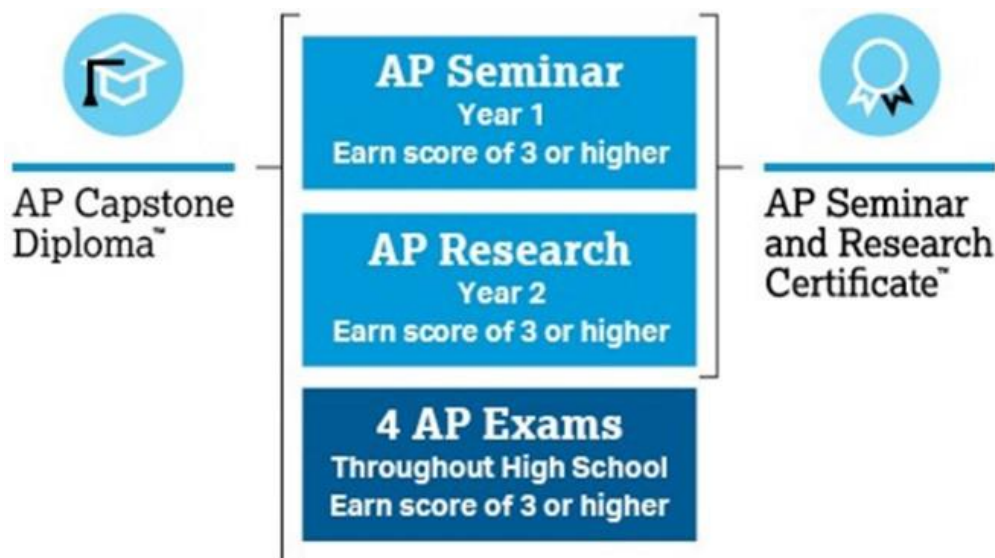 AP Capstone
Diploma™
AP Seminar
Year 1
Earn score of 3 or higher
AP Research
Year 2
Earn score of 3 or higher
4 AP Exams
Throughout High School
Earn score of 3 or higher
AP Seminar
and Research
Certificate™